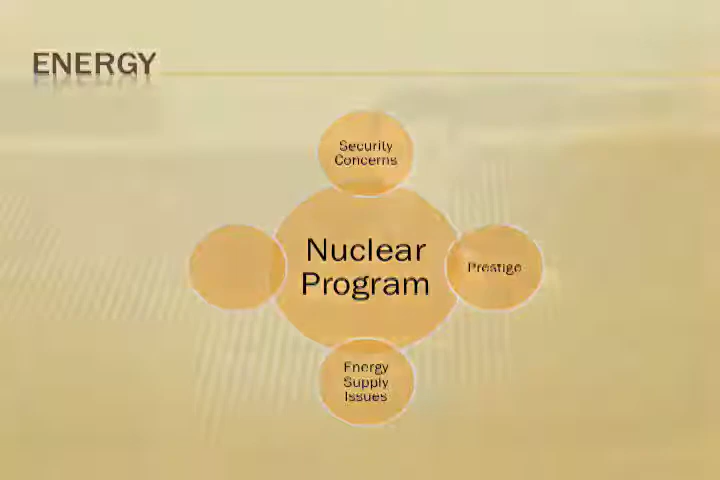 ENERGY
Security
Concerns
Nuclear
Program
Prestige
Energy
Supply
Issues